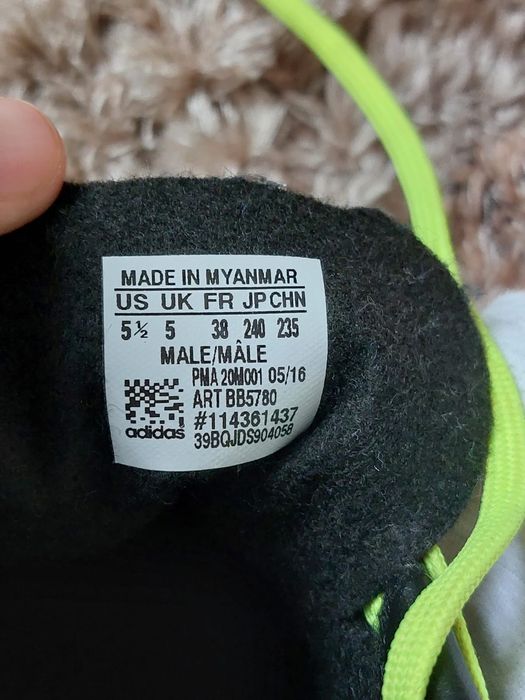 MADE IN MYANMAR
US UK FR JP CHN
5½ 5 38 240 235
MALE/MÂLE
PMA 20M001 05/16
ART BB5780
#114361437
39BQJDS904058
adidas